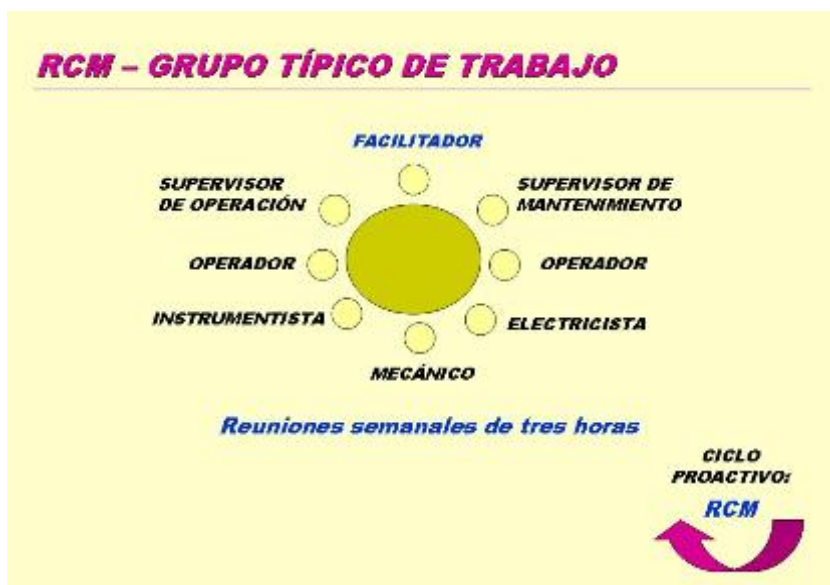 RCM – GRUPO TÍPICO DE TRABAJO
FACILITADOR
SUPERVISOR
DE OPERACIÓN
SUPERVISOR DE
MANTENIMIENTO
OPERADOR
OPERADOR
INSTRUMENTISTA
ELECTRICISTA
MECÁNICO
Reuniones semanales de tres horas
CICLO
PROACTIVO:
RCM